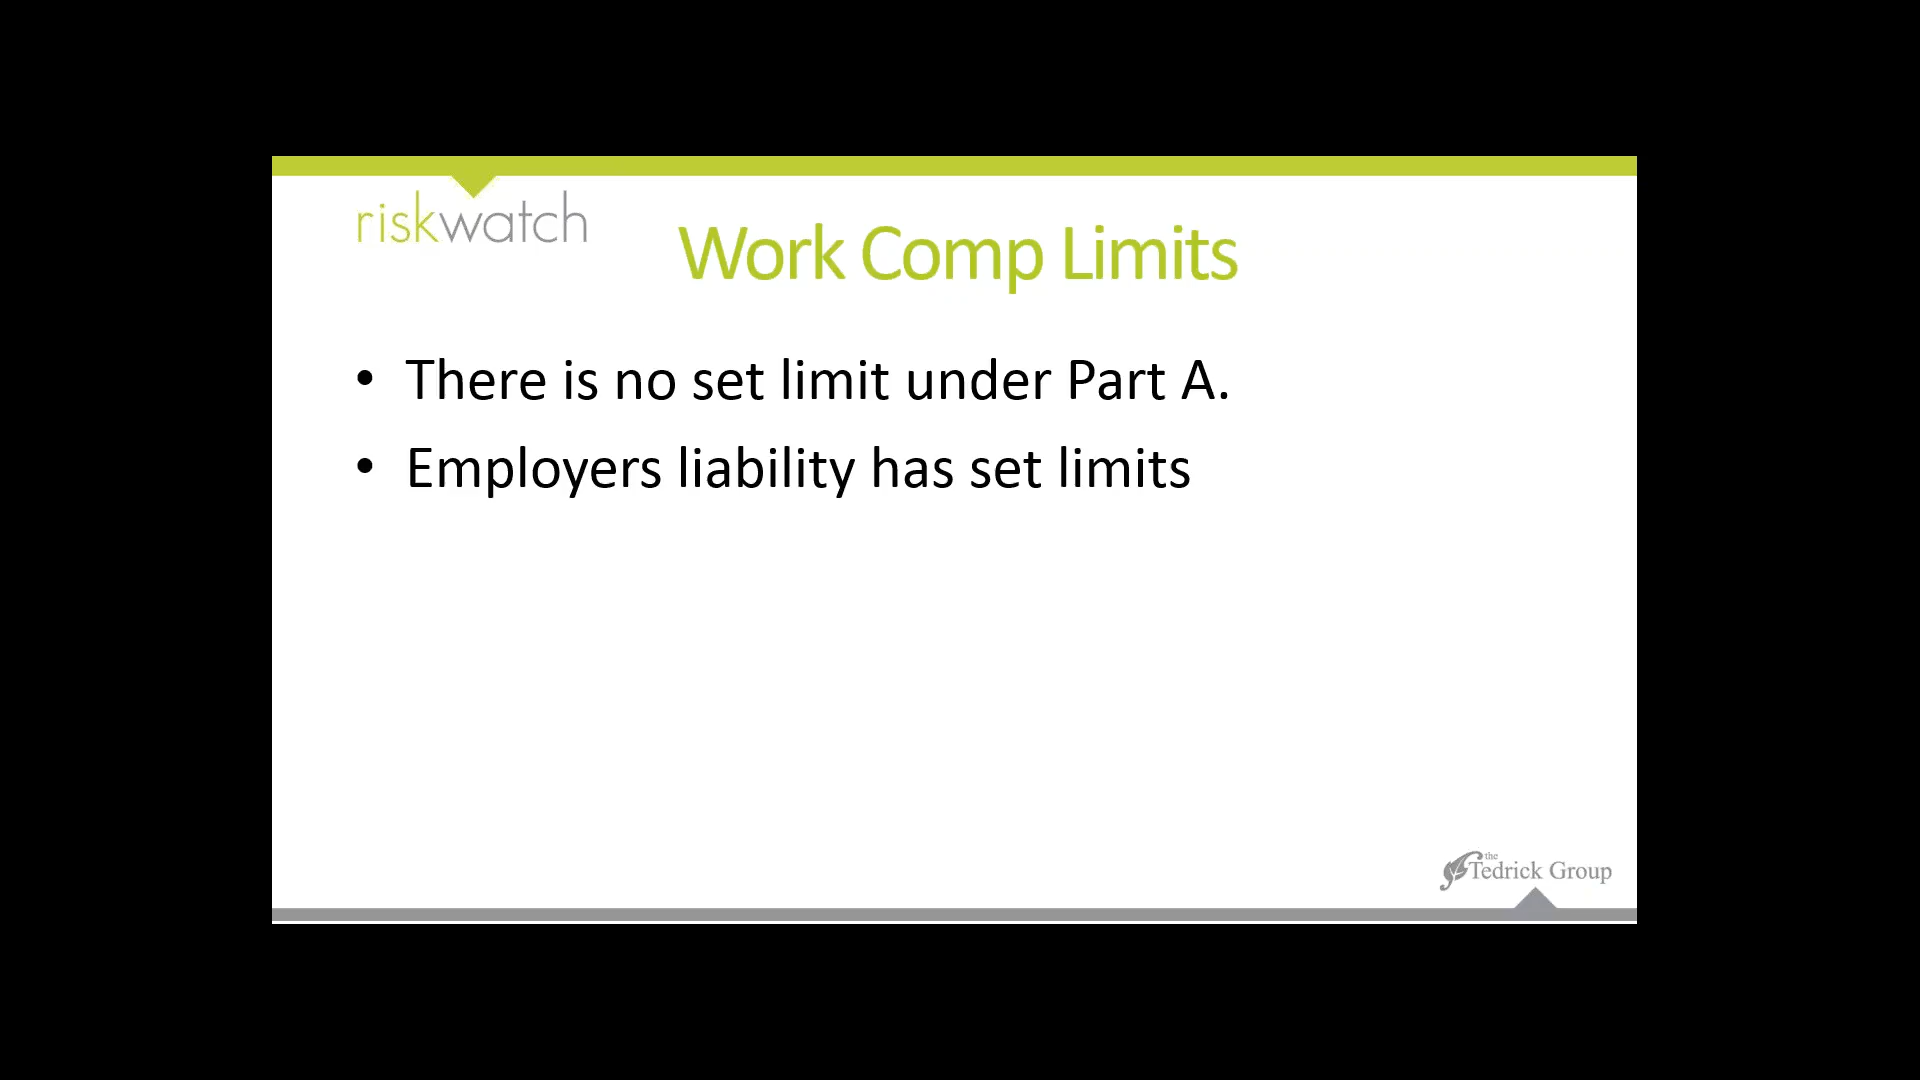 riskwatch
Work Comp Limits
• There is no set limit under Part A.
• Employers liability has set limits
the
Tedrick Group